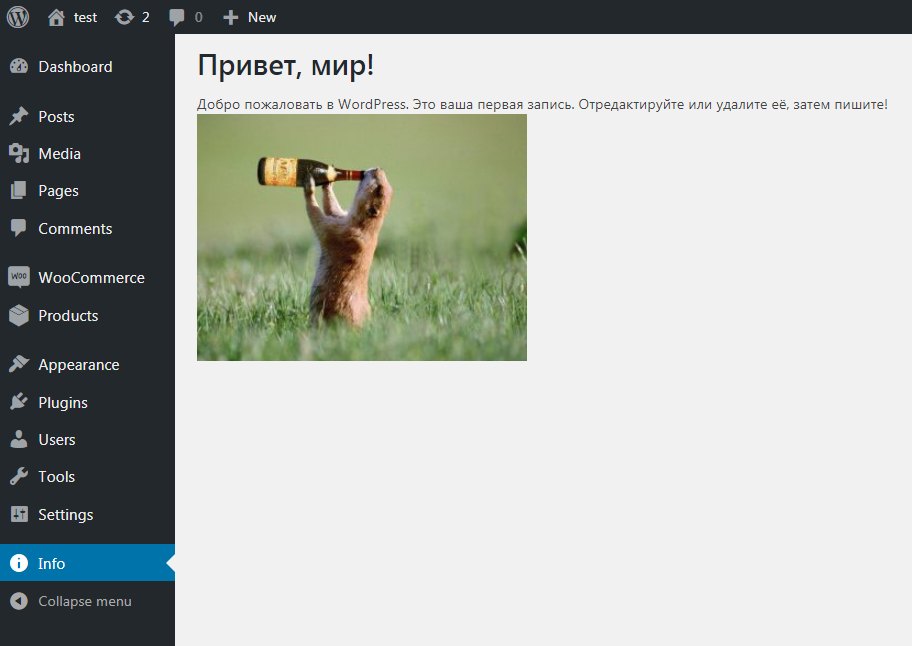 test
2
0
New
Dashboard
Posts
Media
Pages
Comments
WOO
WooCommerce
Products
Appearance
Plugins
Users
Tools
Settings
Info
Collapse menu
Привет, мир!
Добро пожаловать в WordPress. Это ваша первая запись. Отредактируйте или удалите её, затем пишите!